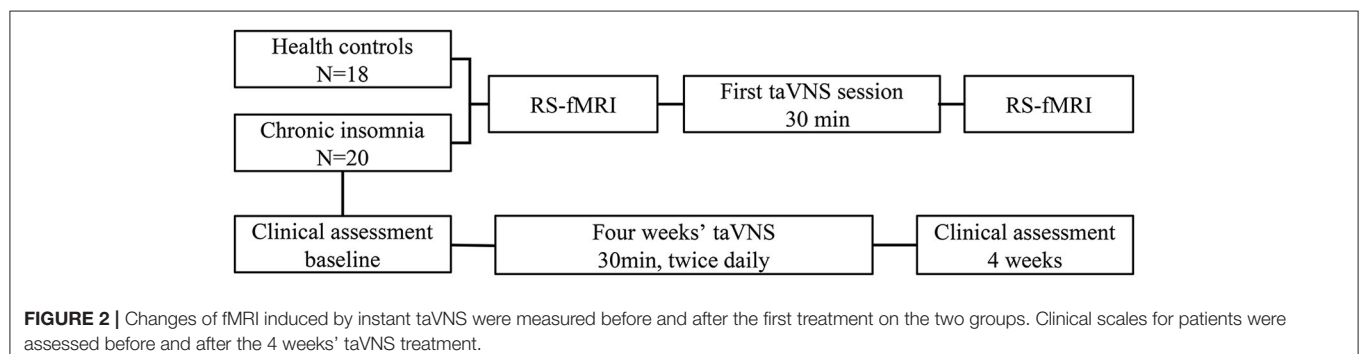 Health controls
N=18
Chronic insomnia
N=20
RS-fMRI
First taVNS session
30 min
RS-fMRI
Clinical assessment
baseline
Four weeks’ taVNS
30min, twice daily
Clinical assessment
4 weeks
FIGURE 2 | Changes of fMRI induced by instant taVNS were measured before and after the first treatment on the two groups. Clinical scales for patients were
assessed before and after the 4 weeks’ taVNS treatment.